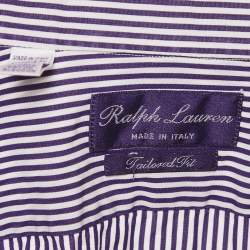 Ralph Lauren
MADE IN ITALY
Tailored Fit